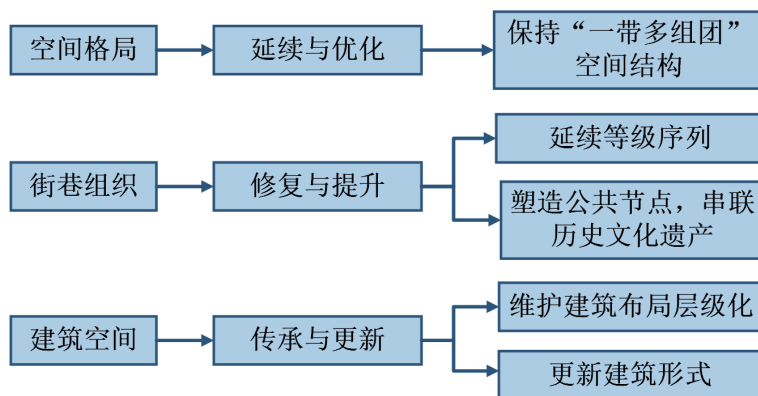 空间格局
延续与优化
保持“一带多组团”
空间结构
街巷组织
修复与提升
延续等级序列
塑造公共节点，串联
历史文化遗产
建筑空间
传承与更新
维护建筑布局层级化
更新建筑形式